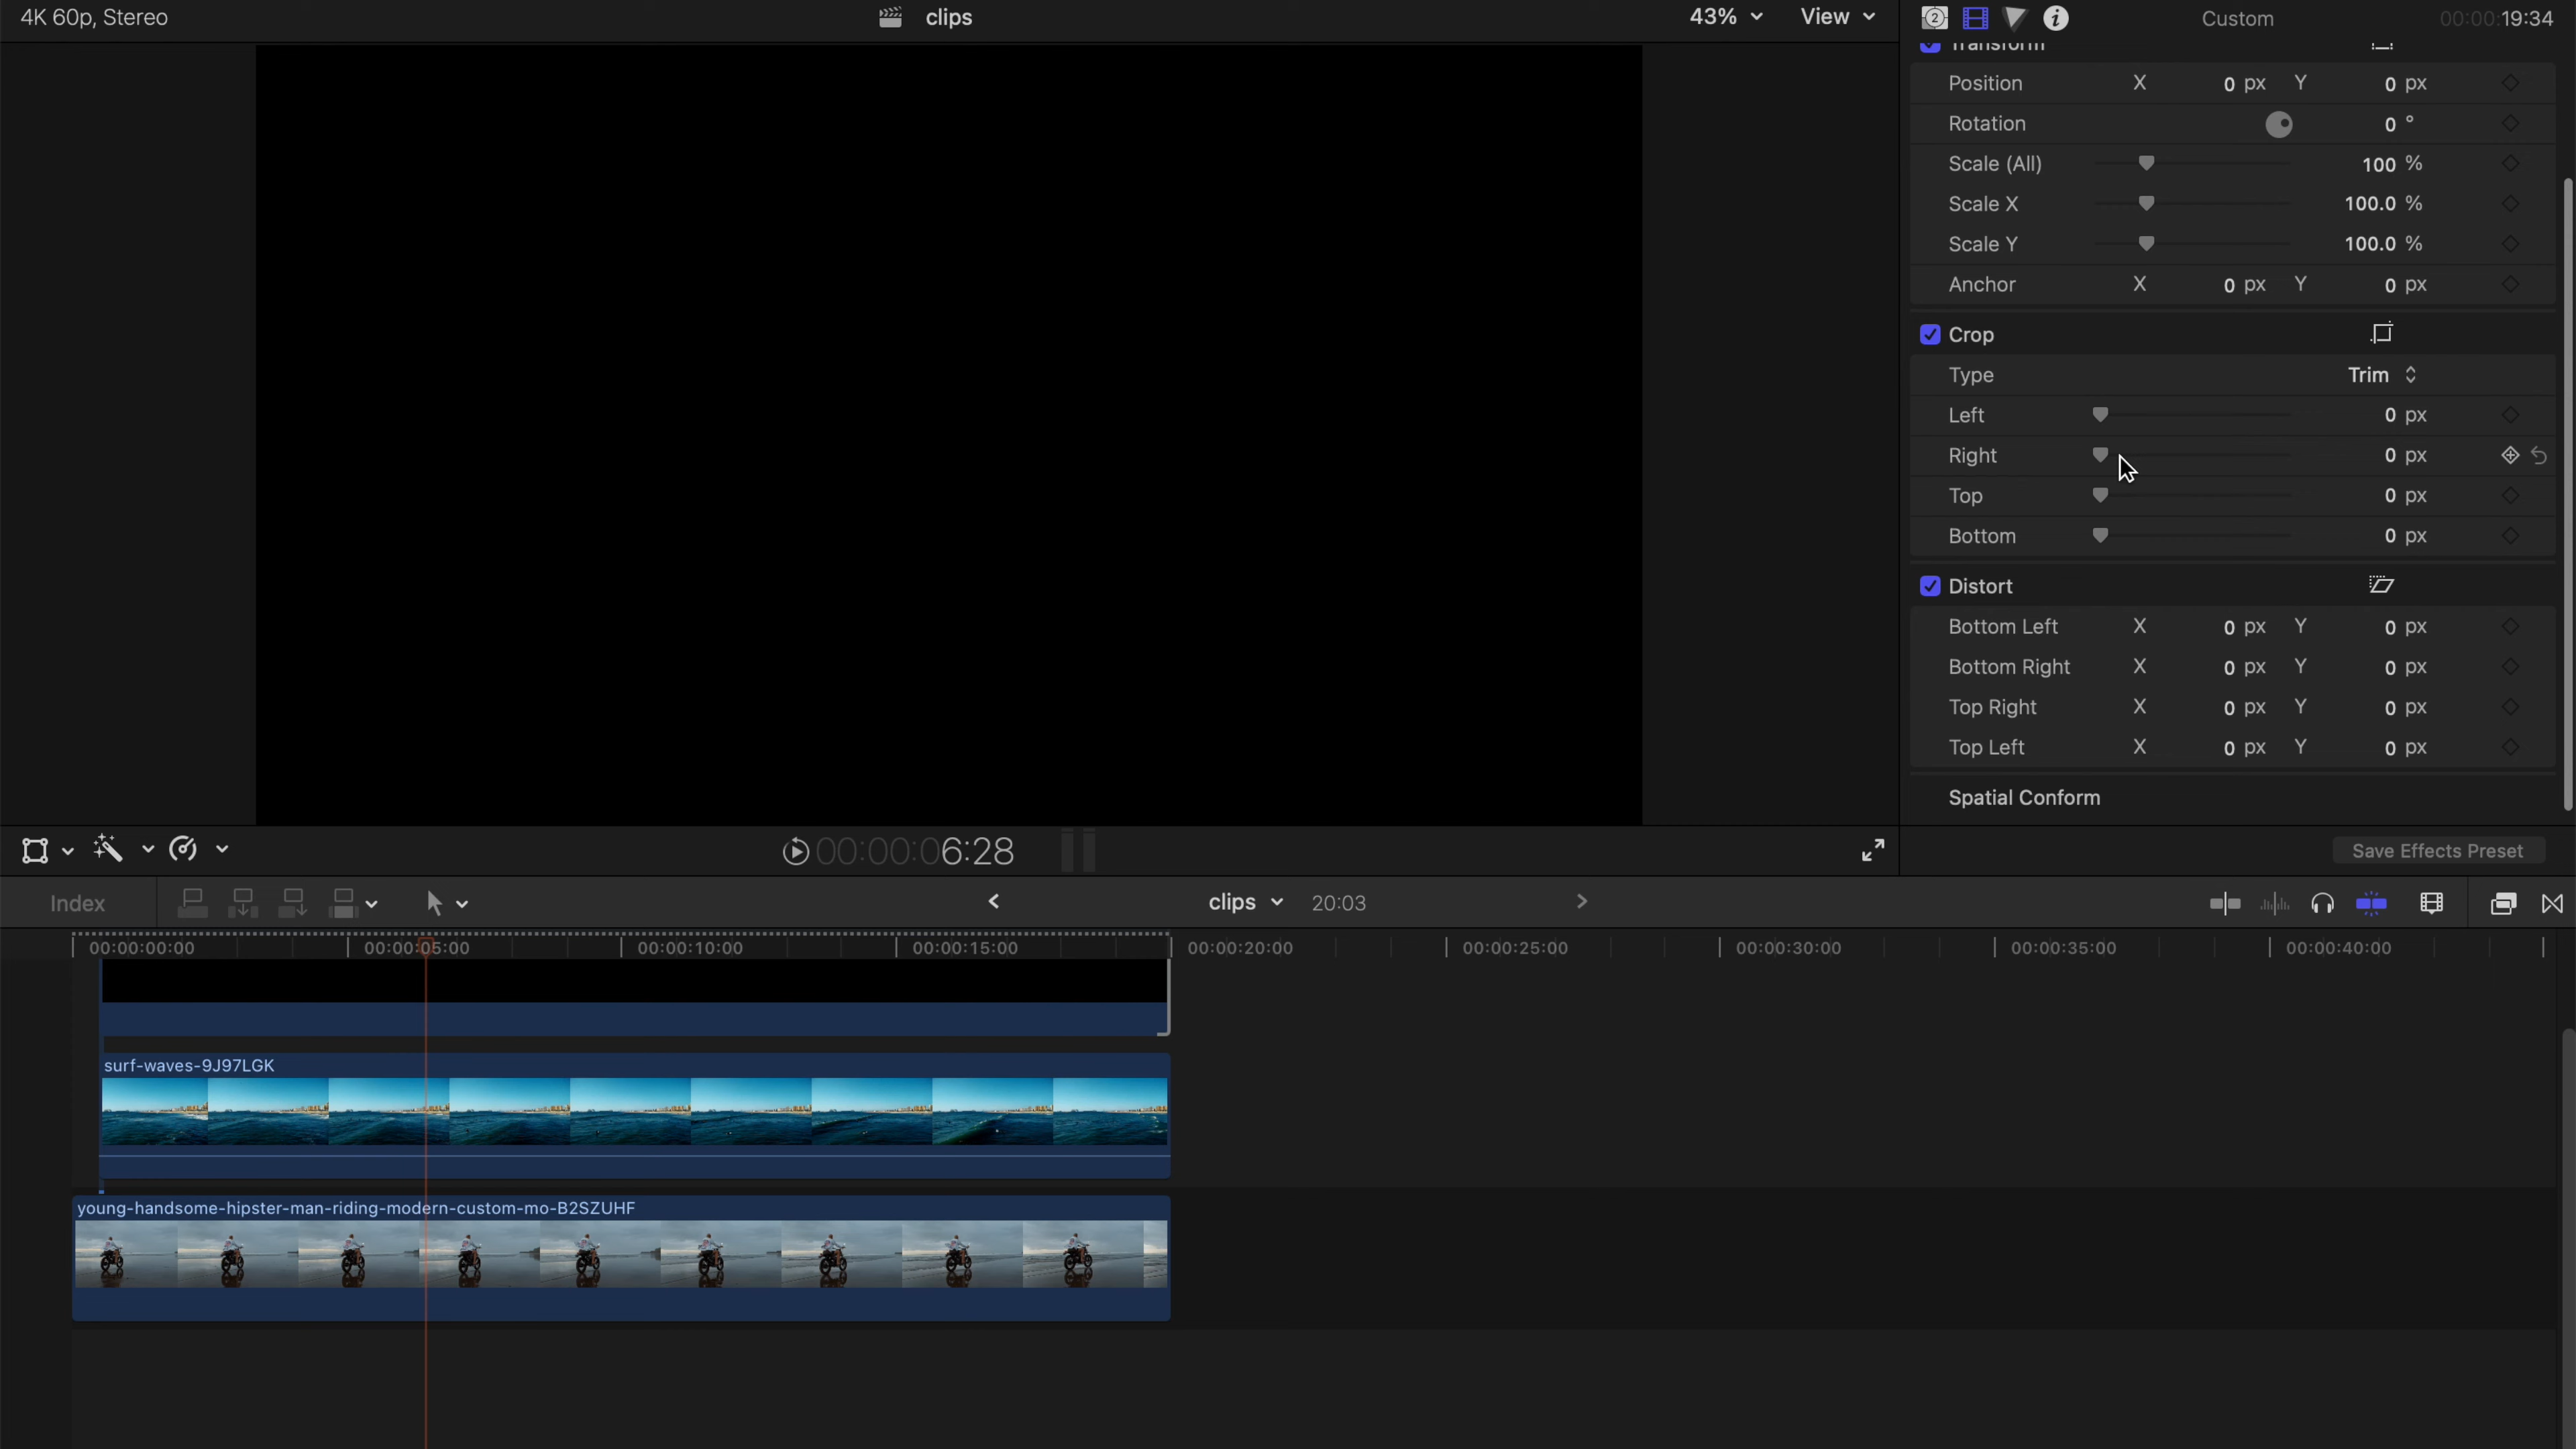 4K 60p, Stereo
clips
43%
View
2
Custom
00:00:19:34
Transform
Position X 0 px Y 0 px
Rotation 0 °
Scale (All) 100 %
Scale X 100.0 %
Scale Y 100.0 %
Anchor X 0 px Y 0 px
Crop
Type Trim
Left 0 px
Right 0 px
Top 0 px
Bottom 0 px
Distort
Bottom Left X 0 px Y 0 px
Bottom Right X 0 px Y 0 px
Top Right X 0 px Y 0 px
Top Left X 0 px Y 0 px
Spatial Conform
00:00:06:28
Save Effects Preset
Index
clips 20:03
00:00:00:00 00:00:05:00 00:00:10:00 00:00:15:00 00:00:20:00 00:00:25:00 00:00:30:00 00:00:35:00 00:00:40:00
surf-waves-9J97LGK
young-handsome-hipster-man-riding-modern-custom-mo-B2SZUHF